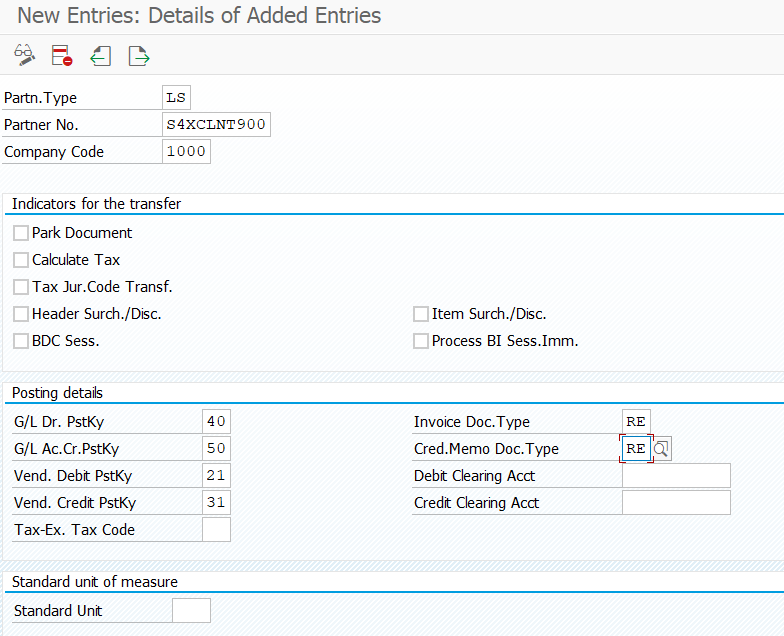 New Entries: Details of Added Entries
Partn.Type LS
Partner No. S4XCLNT900
Company Code 1000
Indicators for the transfer
Park Document
Calculate Tax
Tax Jur.Code Transf.
Header Surch./Disc. Item Surch./Disc.
BDC Sess. Process BI Sess.Imm.
Posting details
G/L Dr. PstKy 40 Invoice Doc.Type RE
G/L Ac.Cr.PstKy 50 Cred.Memo Doc.Type RE
Vend. Debit PstKy 21 Debit Clearing Acct
Vend. Credit PstKy 31 Credit Clearing Acct
Tax-Ex. Tax Code
Standard unit of measure
Standard Unit